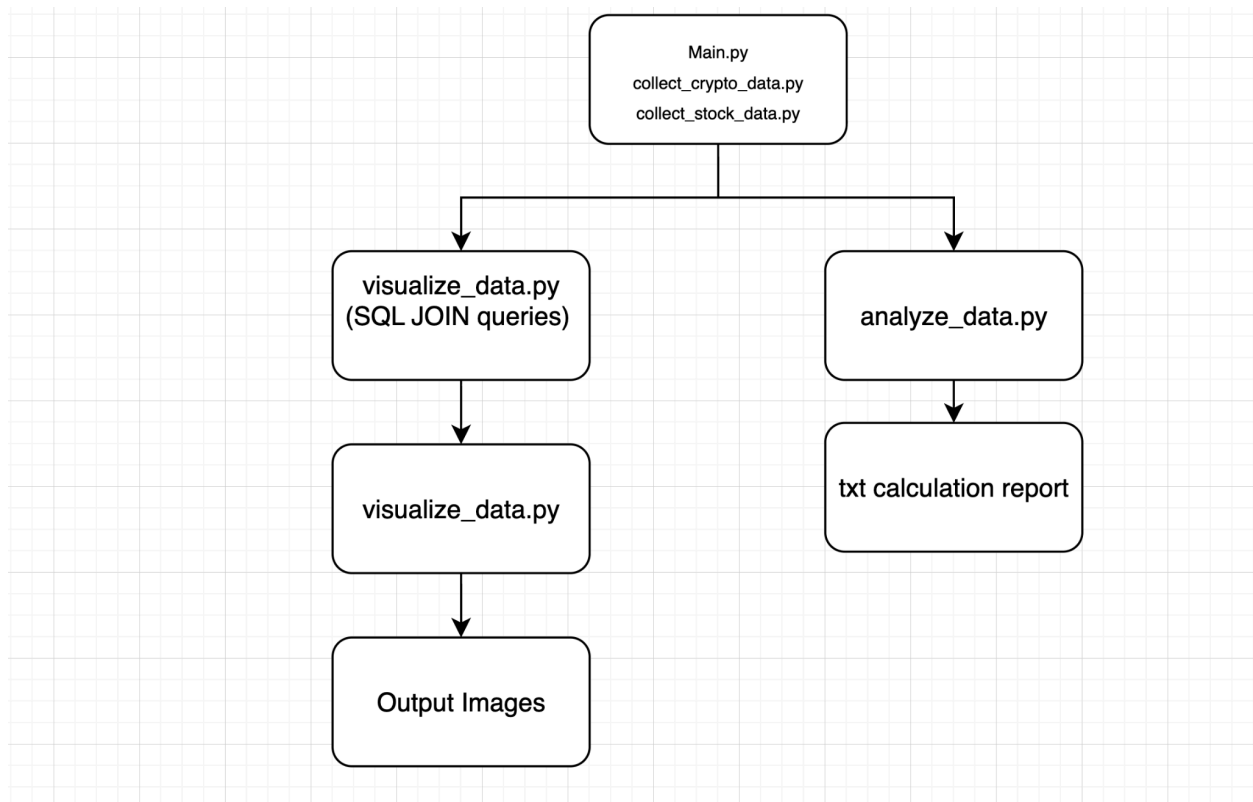 Main.py
collect_crypto_data.py
collect_stock_data.py
visualize_data.py
(SQL JOIN queries)
analyze_data.py
visualize_data.py
txt calculation report
Output Images